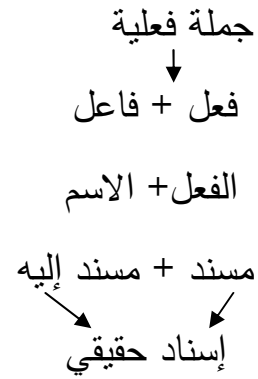 جملة فعلية
فعل + فاعل
الفعل+ الاسم
مسند + مسند إليه
إسناد حقيقي